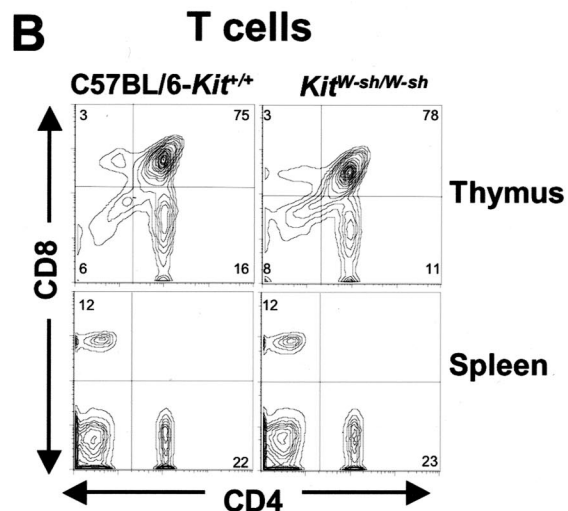 B
T cells
C57BL/6-Kit+/+
KitW-sh/W-sh
3 75
3 78
Thymus
CD8
6 16
8 11
12
12
Spleen
22
23
CD4